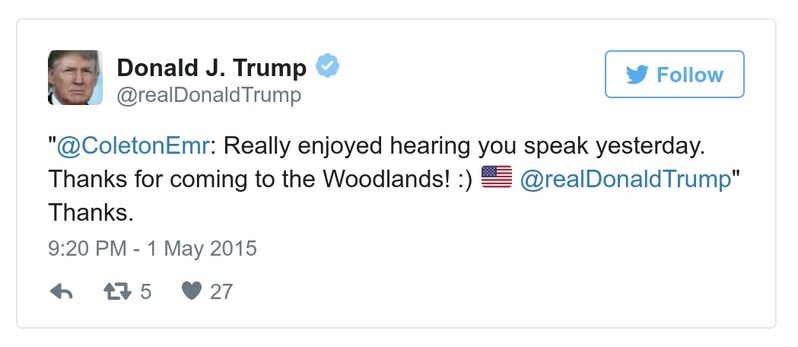 Donald J. Trump
@realDonaldTrump
Follow
"@ColetonEmr: Really enjoyed hearing you speak yesterday.
Thanks for coming to the Woodlands! :) 🇺🇸 @realDonaldTrump"
Thanks.
9:20 PM - 1 May 2015
5 27